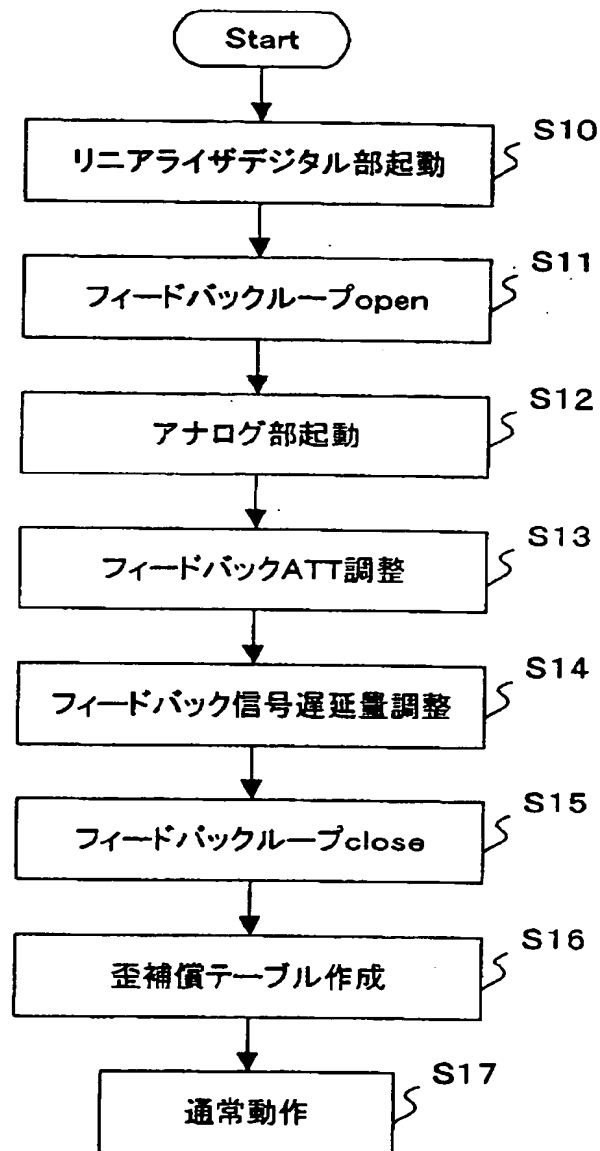 Start
リニアライザデジタル部起動
S10
フィードバックループopen
S11
アナログ部起動
S12
フィードバックATT調整
S13
フィードバック信号遅延量調整
S14
フィードバックループclose
S15
歪補償テーブル作成
S16
通常動作
S17